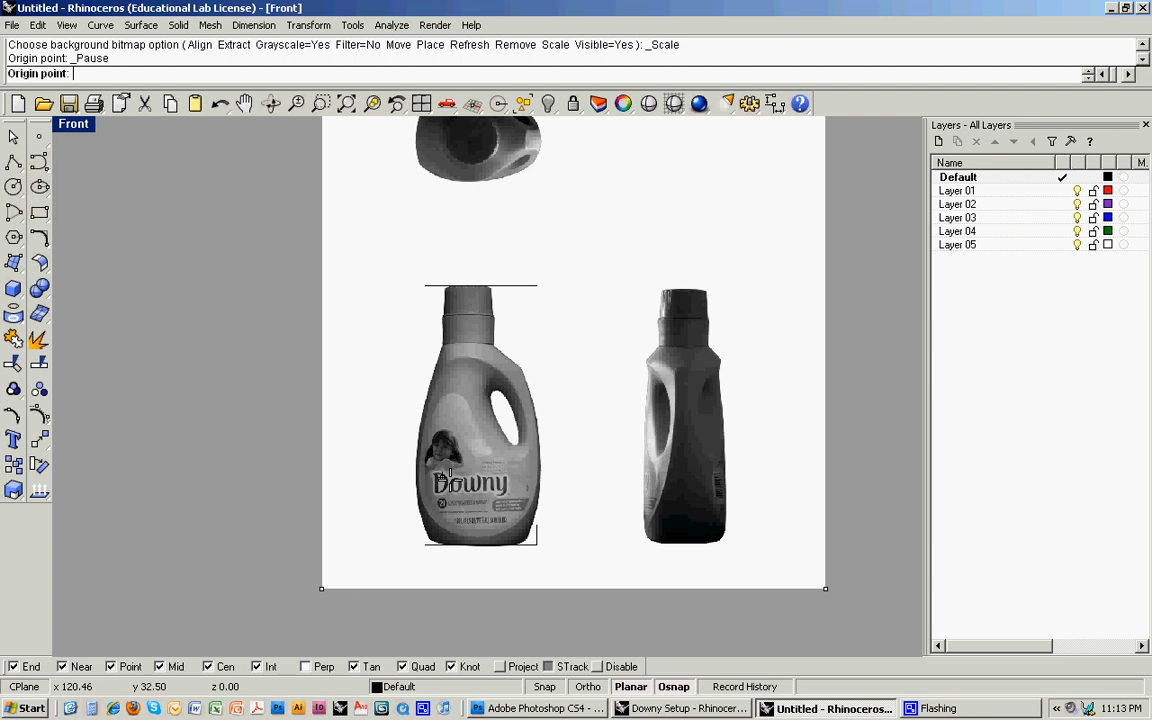 Untitled - Rhinoceros (Educational Lab License) - [Front]
File Edit View Curve Surface Solid Mesh Dimension Transform Tools Analyze Render Help
Choose background bitmap option ( Align Extract Grayscale=Yes Filter=No Move Place Refresh Remove Scale Visible=Yes ): _Scale
Origin point: _Pause
Origin point:
Front
Layers - All Layers
Name M.
Default
Layer 01
Layer 02
Layer 03
Layer 04
Layer 05
Downy
End Near Point Mid Cen Int Perp Tan Quad Knot Project STrack Disable
CPlane x 120.46 y 32.50 z 0.00 Default Snap Ortho Planar Osnap Record History
Start Adobe Photoshop CS4 - ... Downy Setup - Rhinocer... Untitled - Rhinoceros... Flashing 11:13 PM